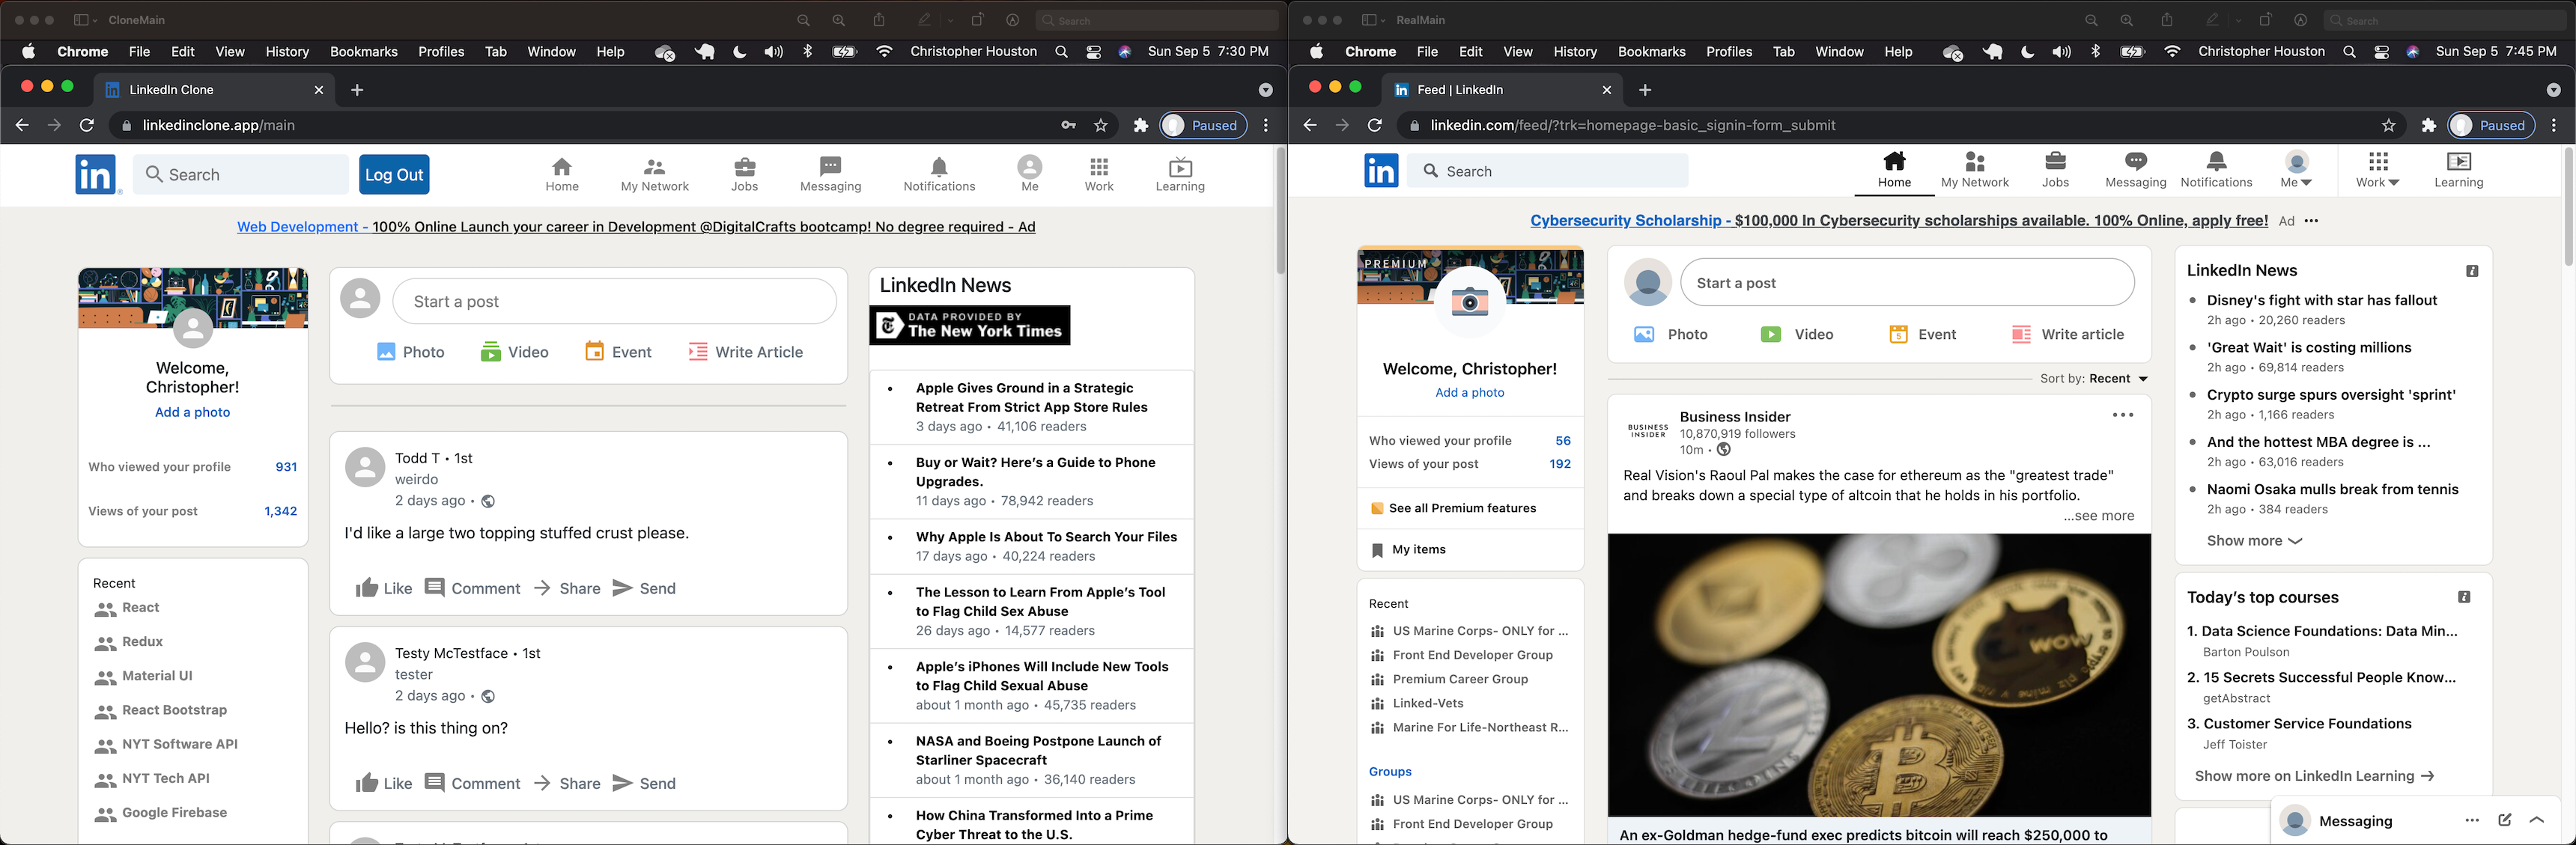 CloneMain
Search
Chrome File Edit View History Bookmarks Profiles Tab Window Help
Christopher Houston
Sun Sep 5 7:30 PM
LinkedIn Clone
linkedinclone.app/main
Paused
in
Search
Log Out
Home
My Network
Jobs
Messaging
Notifications
Me
Work
Learning
Web Development - 100% Online Launch your career in Development @DigitalCrafts bootcamp! No degree required - Ad
Welcome,
Christopher!
Add a photo
Who viewed your profile 931
Views of your post 1,342
Recent
React
Redux
Material UI
React Bootstrap
NYT Software API
NYT Tech API
Google Firebase
Start a post
Photo
Video
Event
Write Article
Todd T • 1st
weirdo
2 days ago •
I'd like a large two topping stuffed crust please.
Like Comment Share Send
Testy McTestface • 1st
tester
2 days ago •
Hello? is this thing on?
Like Comment Share Send
LinkedIn News
DATA PROVIDED BY
The New York Times
• Apple Gives Ground in a Strategic
Retreat From Strict App Store Rules
3 days ago • 41,106 readers
• Buy or Wait? Here’s a Guide to Phone
Upgrades.
11 days ago • 78,942 readers
• Why Apple Is About To Search Your Files
17 days ago • 40,224 readers
• The Lesson to Learn From Apple’s Tool
to Flag Child Sex Abuse
26 days ago • 14,577 readers
• Apple’s iPhones Will Include New Tools
to Flag Child Sexual Abuse
about 1 month ago • 45,735 readers
• NASA and Boeing Postpone Launch of
Starliner Spacecraft
about 1 month ago • 36,140 readers
• How China Transformed Into a Prime
Cyber Threat to the U.S.
RealMain
Search
Chrome File Edit View History Bookmarks Profiles Tab Window Help
Christopher Houston
Sun Sep 5 7:45 PM
Feed | LinkedIn
linkedin.com/feed/?trk=homepage-basic_signin-form_submit
Paused
in
Search
Home
My Network
Jobs
Messaging
Notifications
Me
Work
Learning
Cybersecurity Scholarship - $100,000 In Cybersecurity scholarships available. 100% Online, apply free! Ad •••
PREMIUM
Welcome, Christopher!
Add a photo
Who viewed your profile 56
Views of your post 192
See all Premium features
My items
Recent
US Marine Corps- ONLY for ...
Front End Developer Group
Premium Career Group
Linked-Vets
Marine For Life-Northeast R...
Groups
US Marine Corps- ONLY for ...
Front End Developer Group
Start a post
Photo
Video
Event
Write article
Sort by: Recent
BUSINESS
INSIDER
Business Insider
10,870,919 followers
10m •
Real Vision's Raoul Pal makes the case for ethereum as the "greatest trade"
and breaks down a special type of altcoin that he holds in his portfolio.
...see more
WOW
An ex-Goldman hedge-fund exec predicts bitcoin will reach $250,000 to
LinkedIn News
• Disney's fight with star has fallout
2h ago • 20,260 readers
• 'Great Wait' is costing millions
2h ago • 69,814 readers
• Crypto surge spurs oversight 'sprint'
2h ago • 1,166 readers
• And the hottest MBA degree is ...
2h ago • 63,016 readers
• Naomi Osaka mulls break from tennis
2h ago • 384 readers
Show more
Today’s top courses
1. Data Science Foundations: Data Min...
Barton Poulson
2. 15 Secrets Successful People Know...
getAbstract
3. Customer Service Foundations
Jeff Toister
Show more on LinkedIn Learning →
Messaging